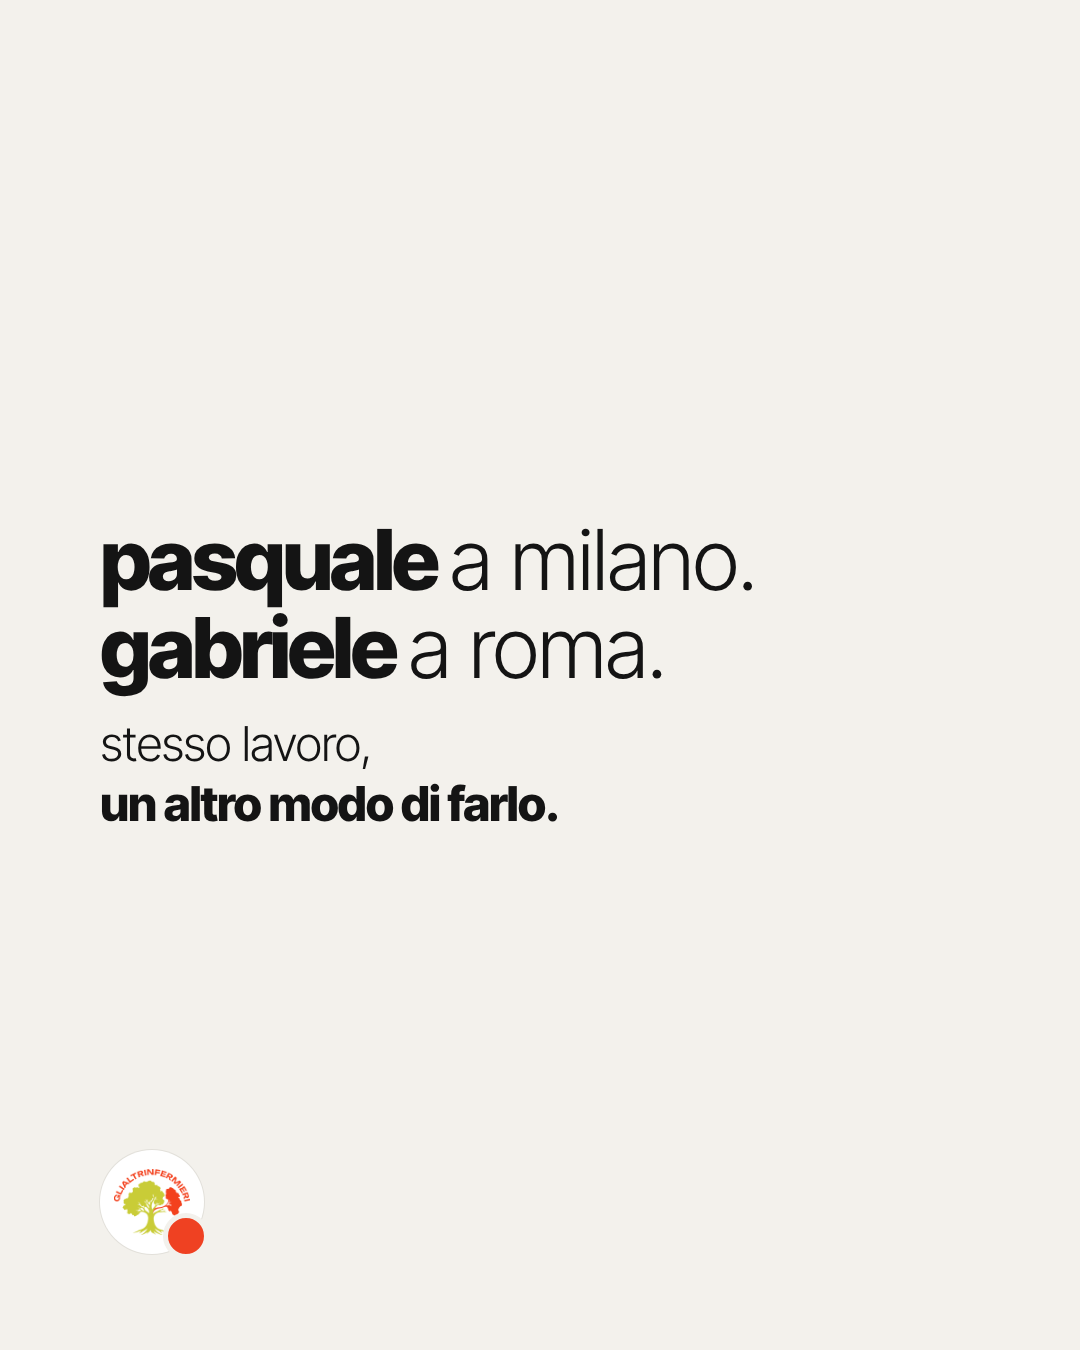 pasquale a milano.
gabriele a roma.
stesso lavoro,
un altro modo di farlo.
GLIALTRINFERMIERI